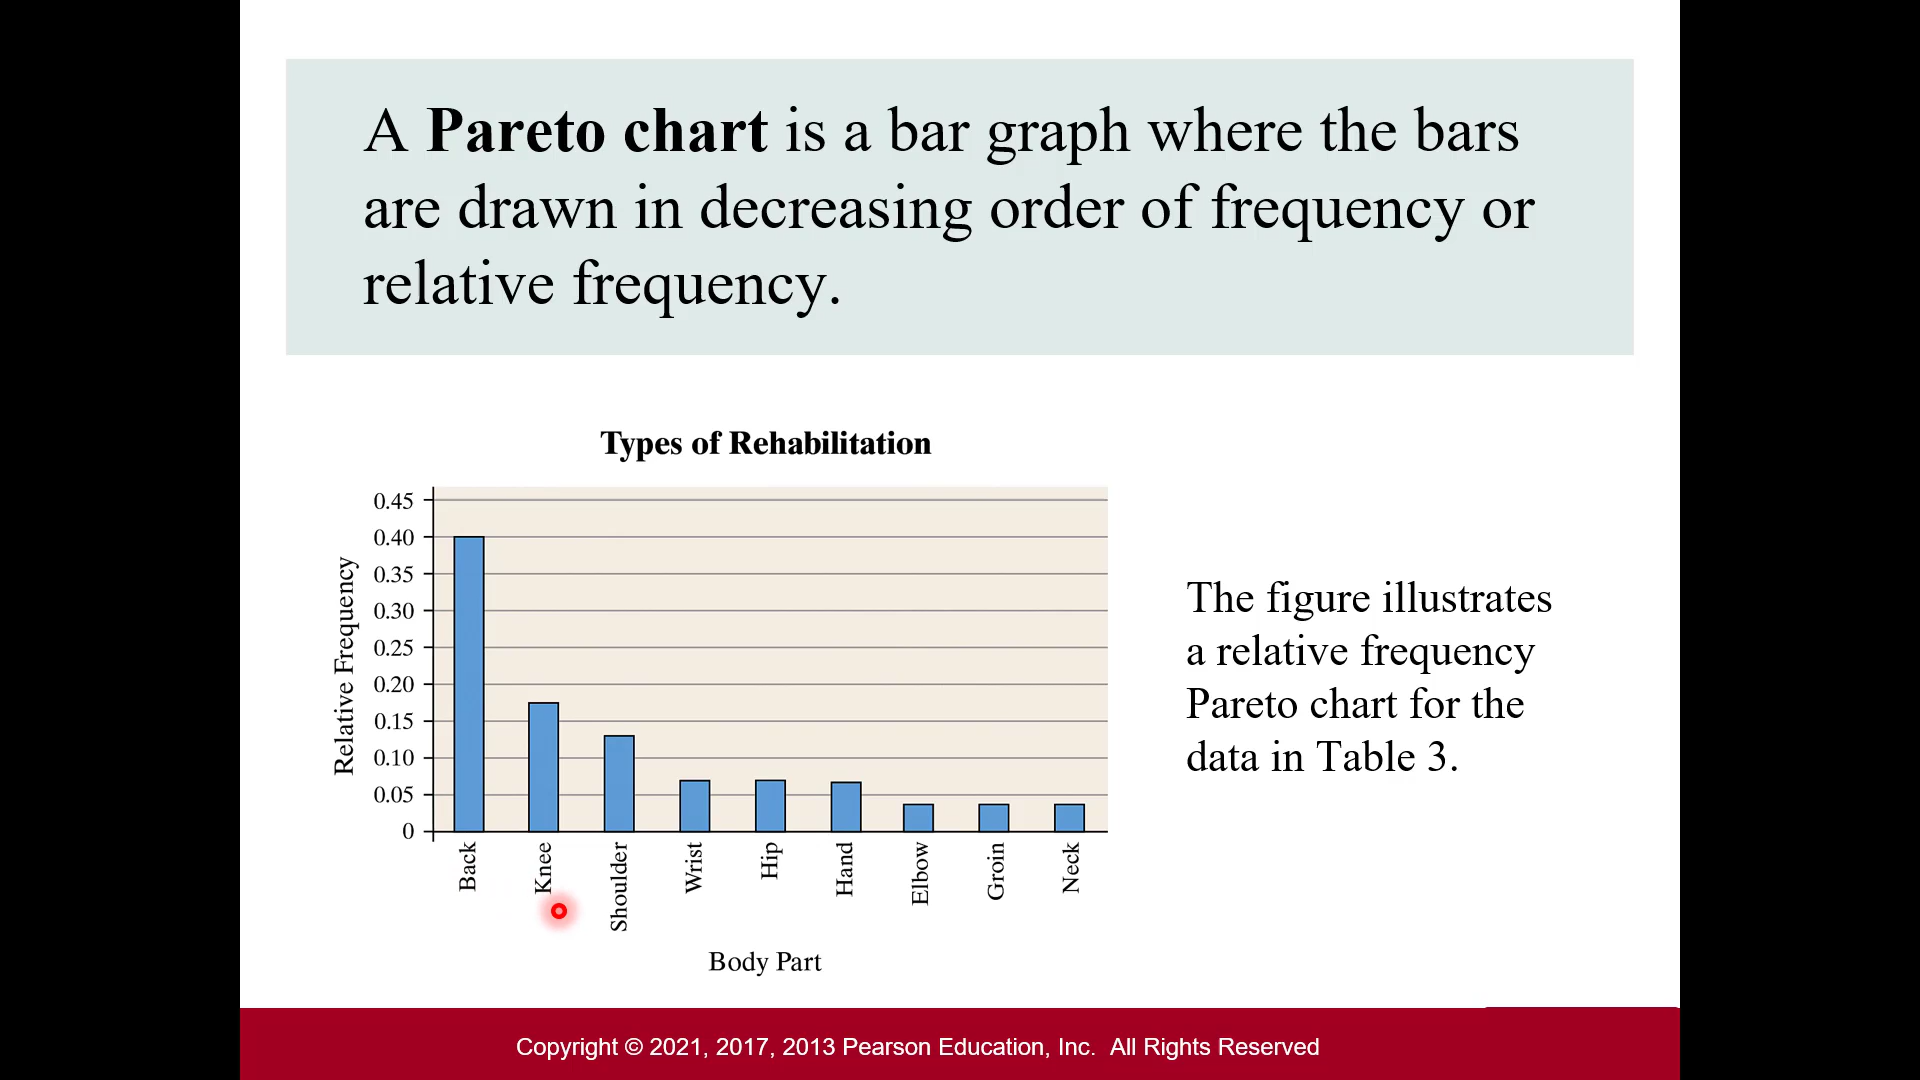 A Pareto chart is a bar graph where the bars
are drawn in decreasing order of frequency or
relative frequency.
Types of Rehabilitation
Relative Frequency
0.45
0.40
0.35
0.30
0.25
0.20
0.15
0.10
0.05
0
Back
Knee
Shoulder
Wrist
Hip
Hand
Elbow
Groin
Neck
Body Part
The figure illustrates
a relative frequency
Pareto chart for the
data in Table 3.
Copyright © 2021, 2017, 2013 Pearson Education, Inc. All Rights Reserved